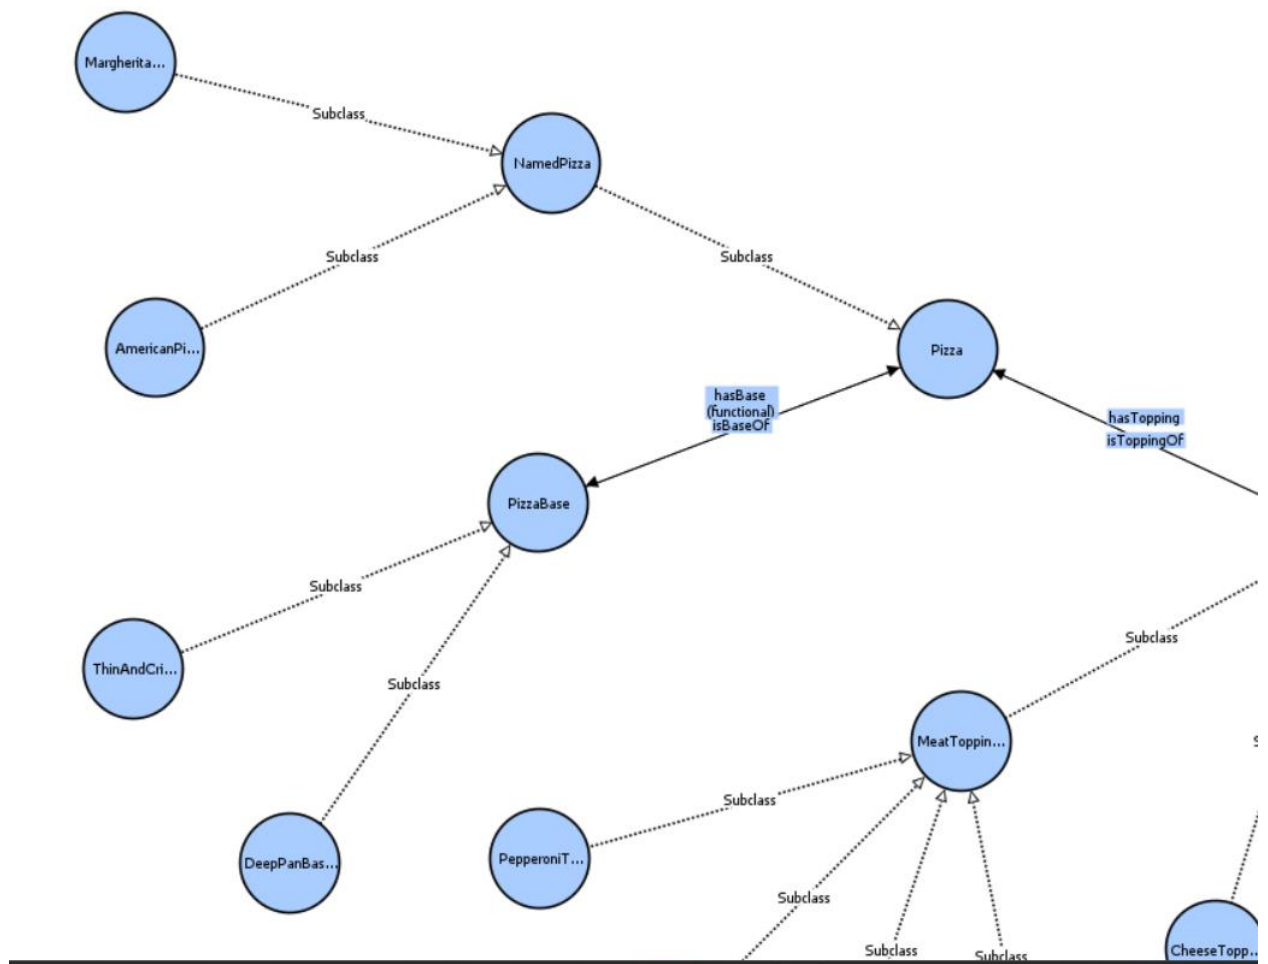 Margherita...
Subclass
NamedPizza
Subclass
Subclass
AmericanPi...
Pizza
hasBase
(functional)
isBaseOf
hasTopping
isToppingOf
PizzaBase
Subclass
Subclass
ThinAndCri...
Subclass
MeatToppin...
Subclass
DeepPanBas...
PepperoniT...
Subclass
Subclass
Subclass
CheeseTopp...